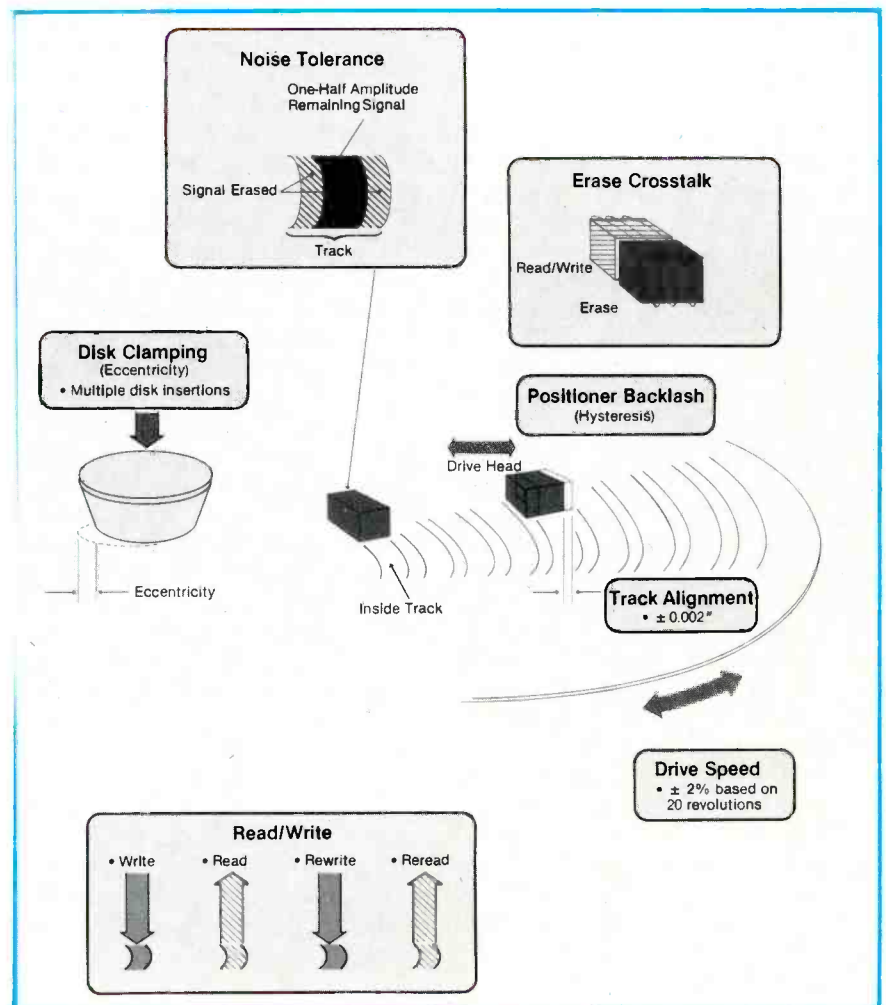 Noise Tolerance
One-Half Amplitude
Remaining Signal
Signal Erased
Track
Erase Crosstalk
Read/Write
Erase
Disk Clamping
(Eccentricity)
• Multiple disk insertions
Positioner Backlash
(Hysteresis)
Drive Head
Eccentricity
Inside Track
Track Alignment
• ± 0.002"
Drive Speed
• ± 2% based on
20 revolutions
Read/Write
• Write
• Read
• Rewrite
• Reread